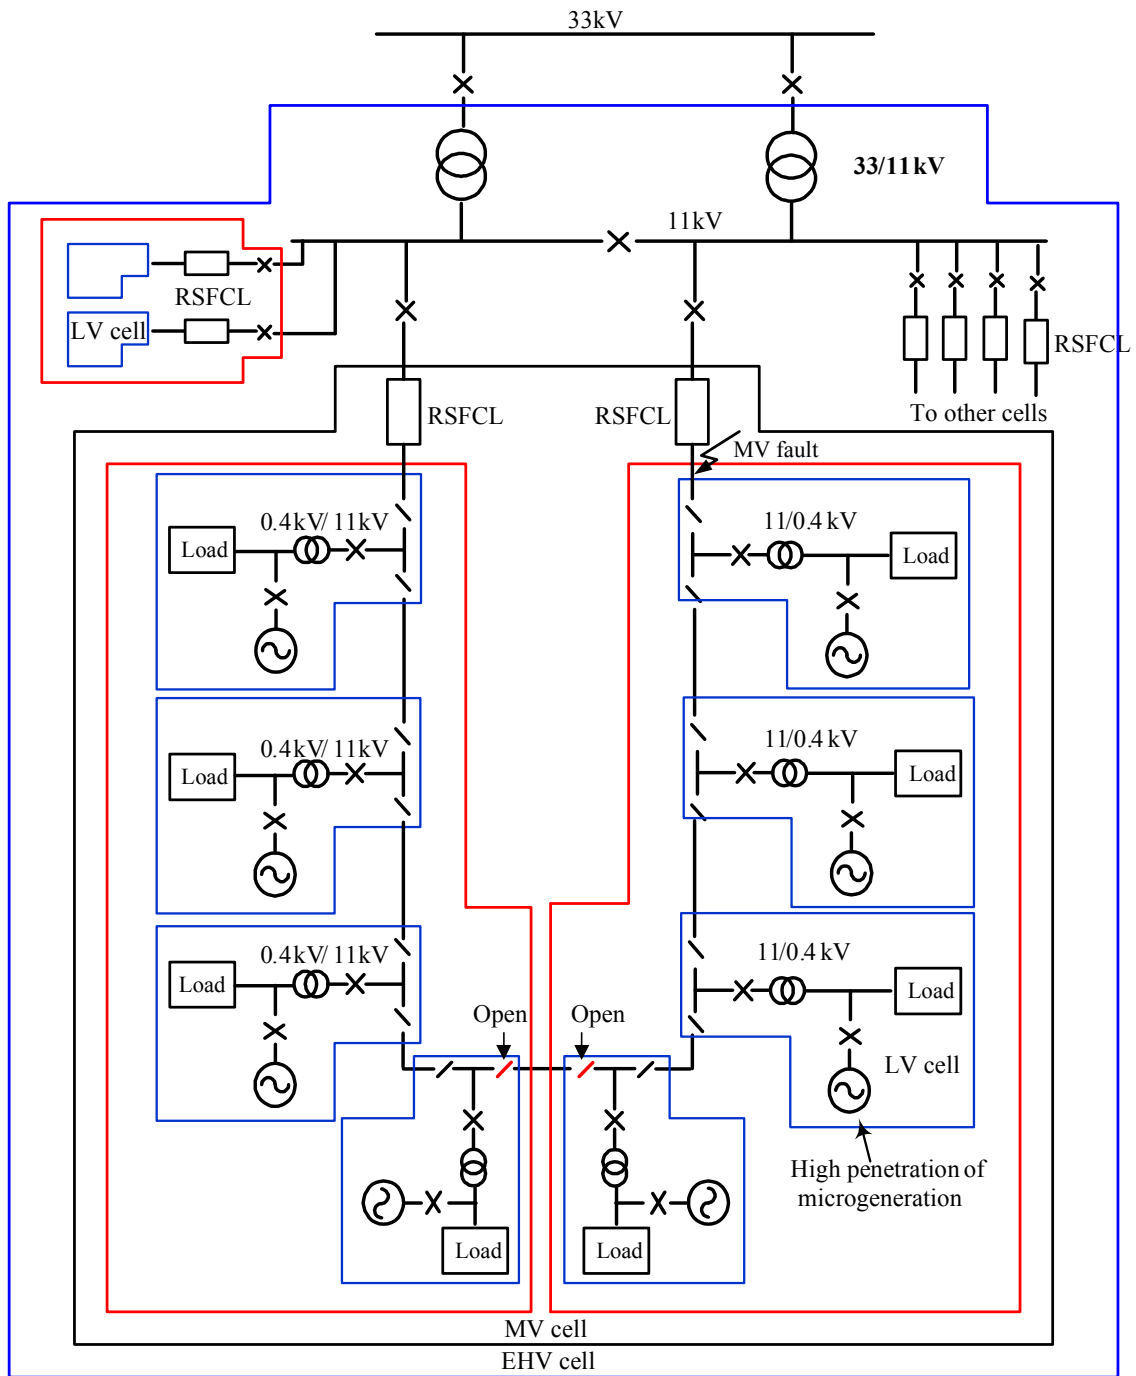 33kV
33/11kV
11kV
RSFCL
LV cell
RSFCL
To other cells
RSFCL
RSFCL
MV fault
0.4kV/ 11kV
11/0.4 kV
Load
Load
0.4kV/ 11kV
11/0.4 kV
Load
Load
0.4kV/ 11kV
11/0.4 kV
Load
Load
Open
Open
LV cell
High penetration of
microgeneration
Load
Load
MV cell
EHV cell